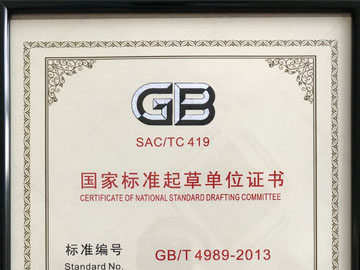 GB
SAC/TC 419
国家标准起草单位证书
CERTIFICATE OF NATIONAL STANDARD DRAFTING COMMITTEE
标准编号 GB/T 4989-2013
Standard No.